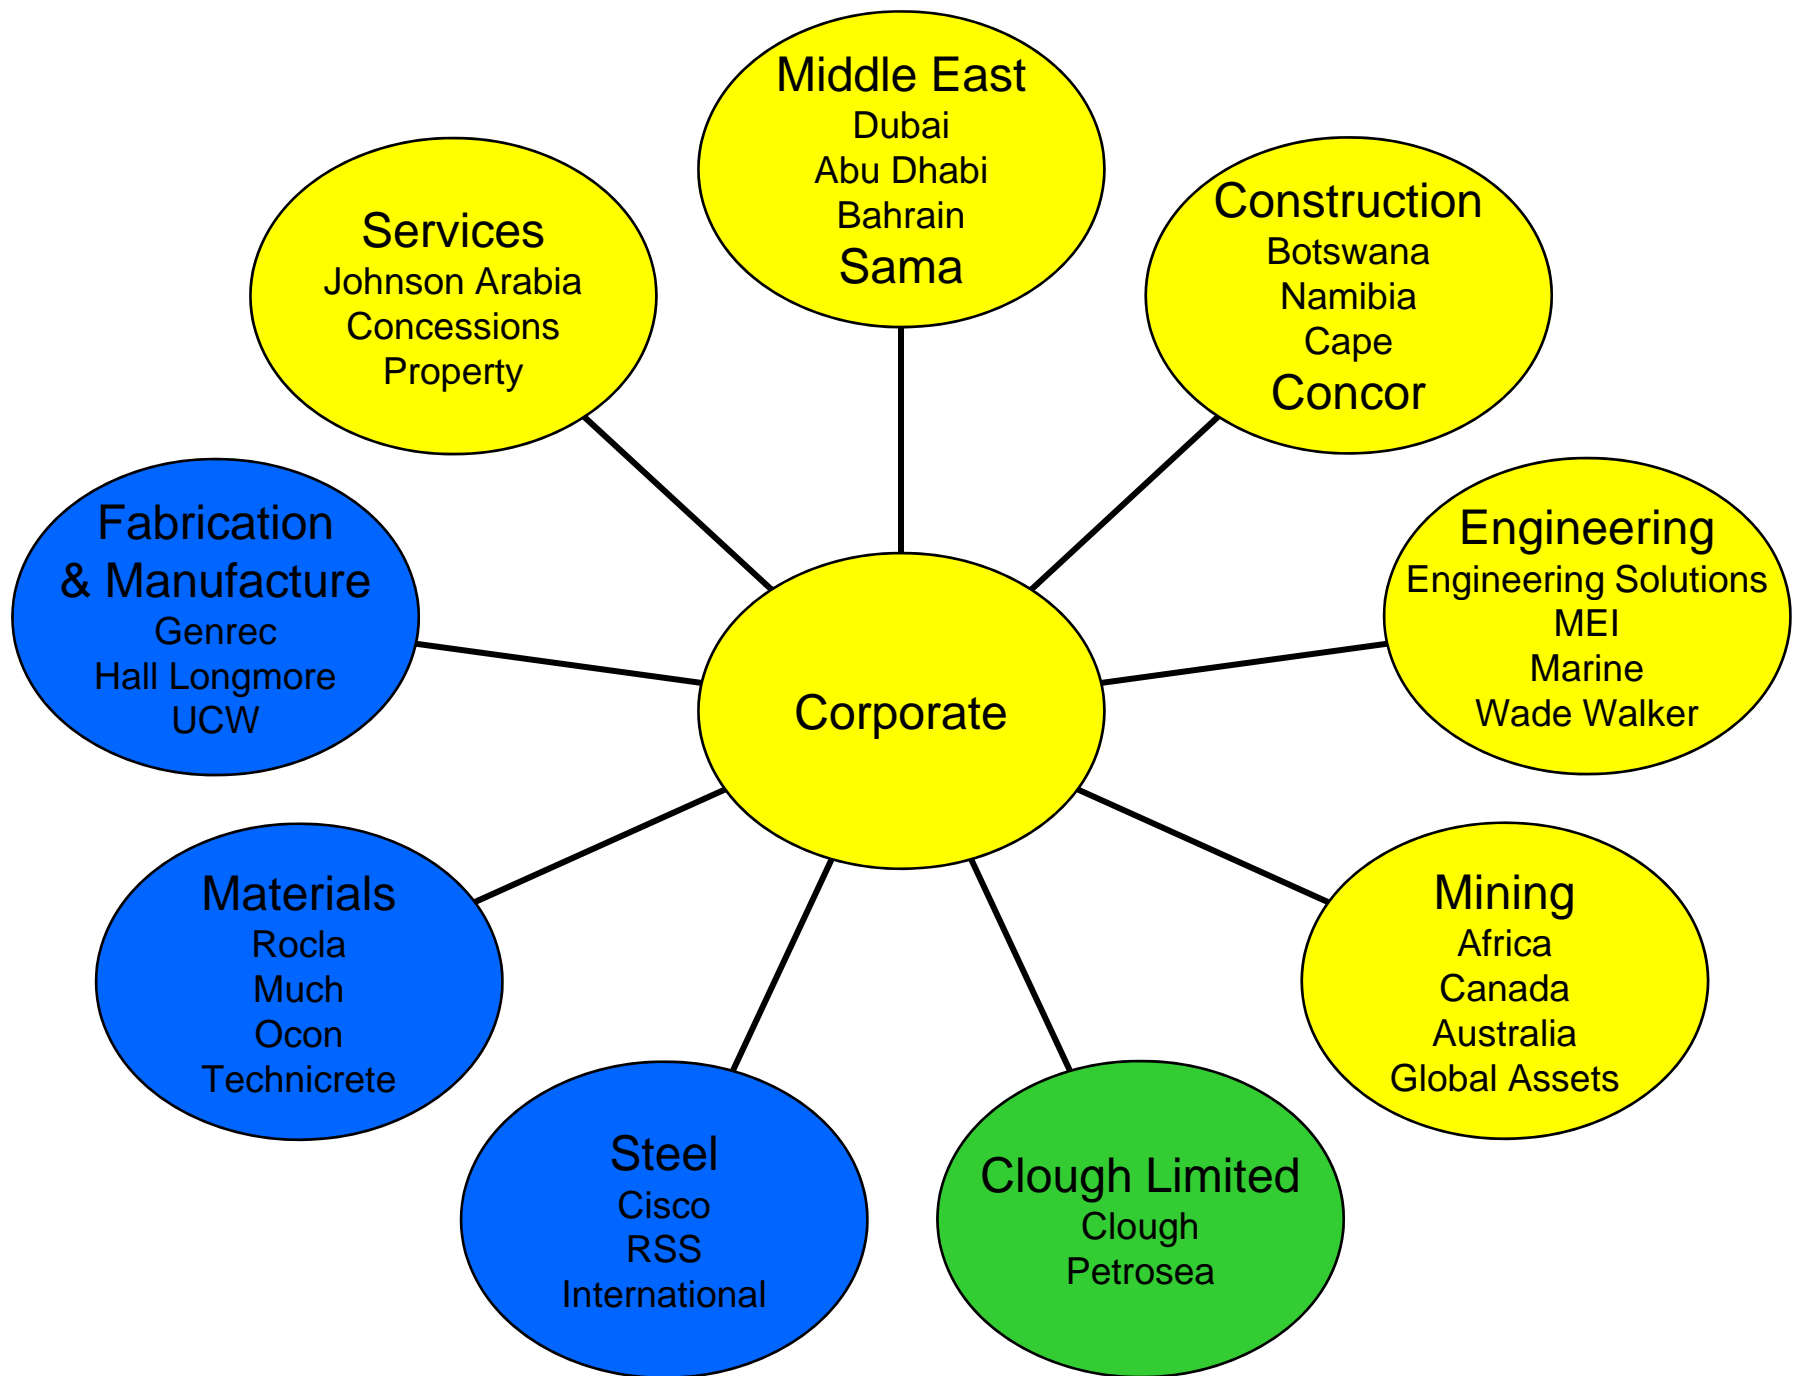 Middle East
Dubai
Abu Dhabi
Bahrain
Sama
Construction
Botswana
Namibia
Cape
Concor
Services
Johnson Arabia
Concessions
Property
Engineering
Engineering Solutions
MEI
Marine
Wade Walker
Fabrication
& Manufacture
Genrec
Hall Longmore
UCW
Corporate
Mining
Africa
Canada
Australia
Global Assets
Materials
Rocla
Much
Ocon
Technicrete
Steel
Cisco
RSS
International
Clough Limited
Clough
Petrosea